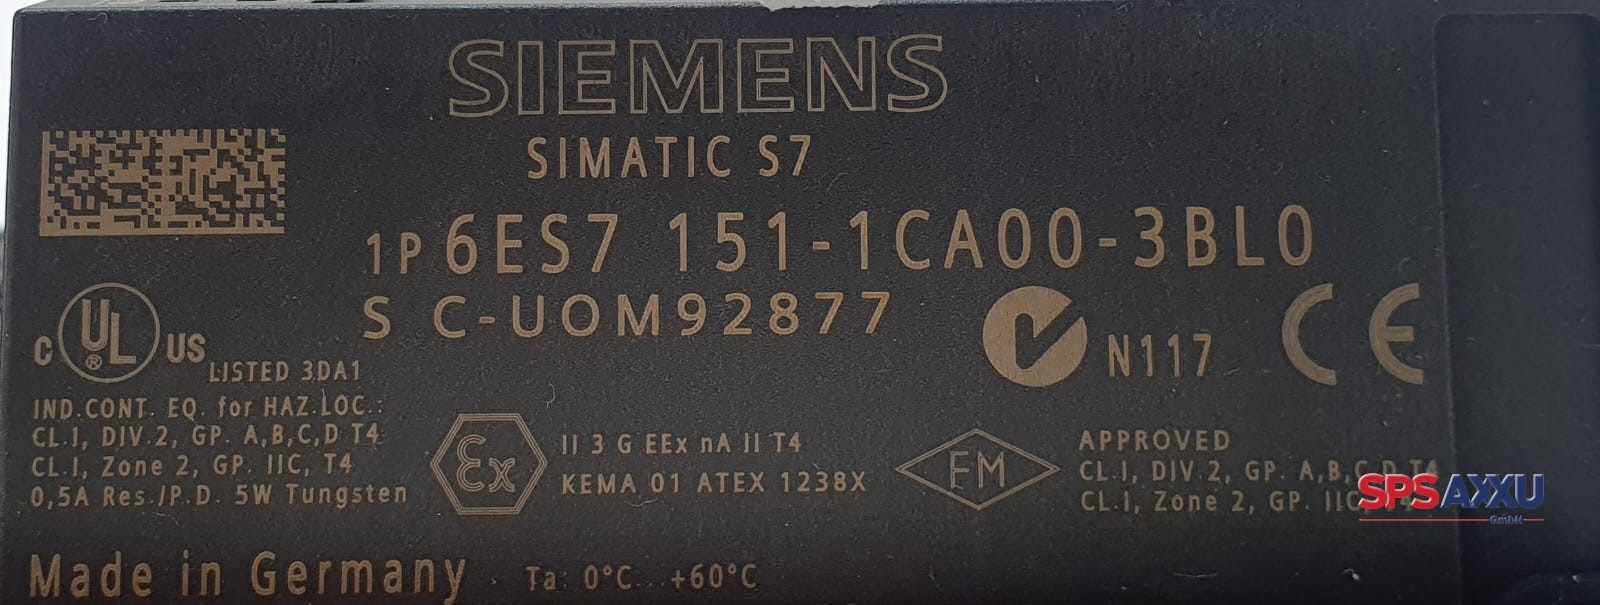 SIEMENS
SIMATIC S7
1P 6ES7 151-1CA00-3BL0
S C-UOM92877
N117 CE
C UL ® US
LISTED 3DA1
IND.CONT. EQ. for HAZ.LOC.:
CL.I, DIV.2, GP. A,B,C,D T4
CL.I, Zone 2, GP. IIC, T4
0,5A Res./P.D. 5W Tungsten
Ex
II 3 G EEx nA II T4
KEMA 01 ATEX 1238X
FM
APPROVED
CL.I, DIV.2, GP. A,B,C,D T4
CL.I, Zone 2, GP. IIC, T4
SPSAXXU
GmbH
Made in Germany Ta: 0°C...+60°C